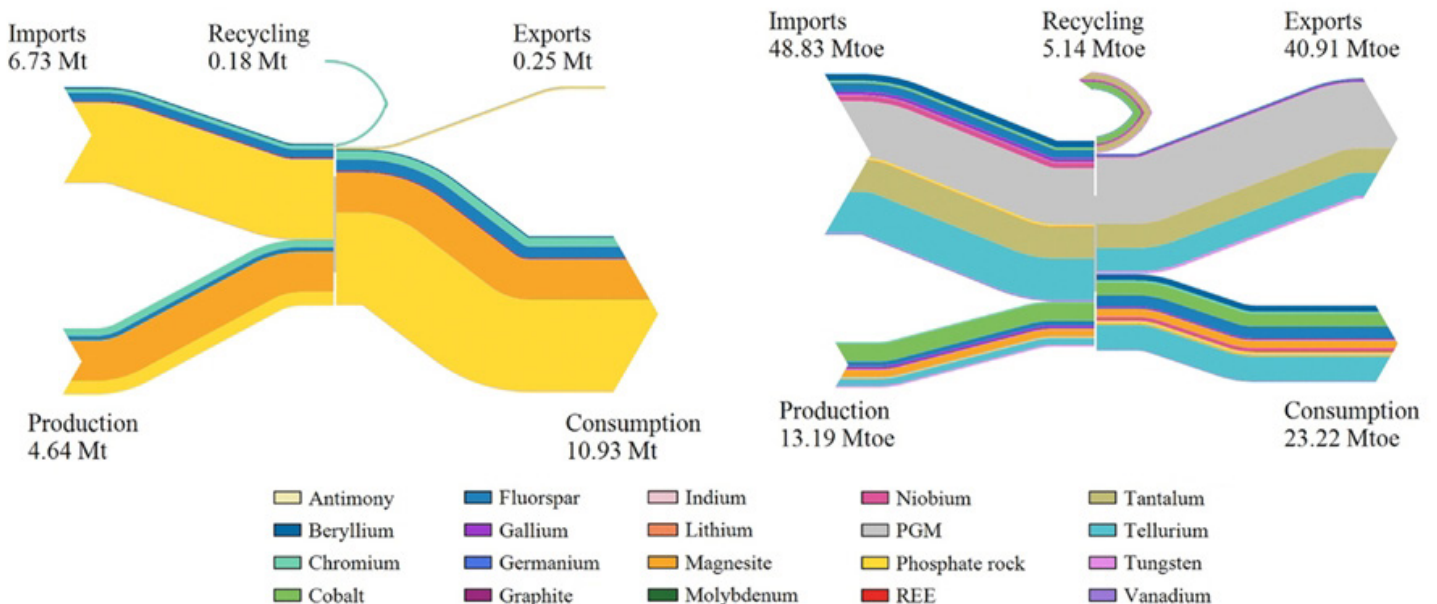 Imports
6.73 Mt
Recycling
0.18 Mt
Exports
0.25 Mt
Production
4.64 Mt
Consumption
10.93 Mt
Imports
48.83 Mtoe
Recycling
5.14 Mtoe
Exports
40.91 Mtoe
Production
13.19 Mtoe
Consumption
23.22 Mtoe
Antimony
Fluorspar
Indium
Niobium
Tantalum
Beryllium
Gallium
Lithium
PGM
Tellurium
Chromium
Germanium
Magnesite
Phosphate rock
Tungsten
Cobalt
Graphite
Molybdenum
REE
Vanadium